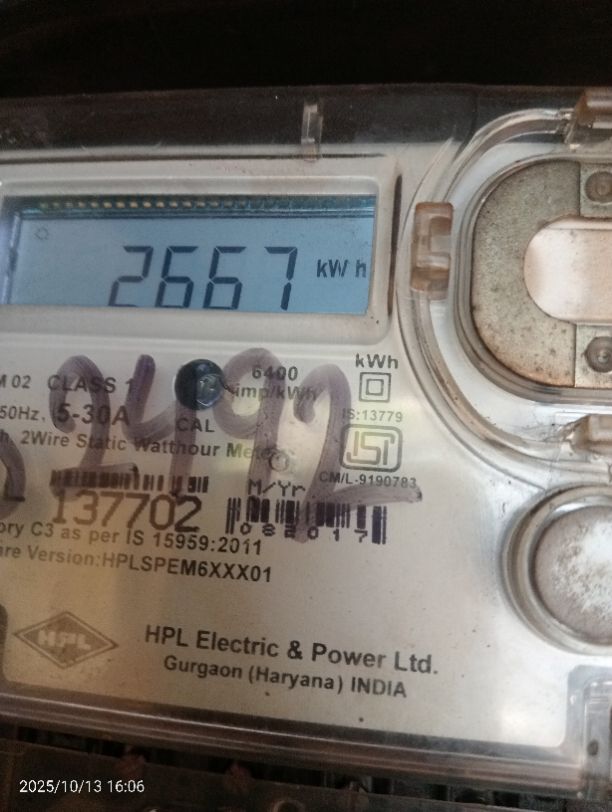 2667 kWh
6400
imp/kWh
kWh
M 02 CLASS 1
50Hz, 5-30A
CAL
IS:13779
2492
h, 2Wire Static Watthour Meter
ISI
CM/L-9190783
M/Yr
137702
082017
ory C3 as per IS 15959:2011
are Version:HPLSPEM6XXX01
HPL
HPL Electric & Power Ltd.
Gurgaon (Haryana) INDIA
2025/10/13 16:06